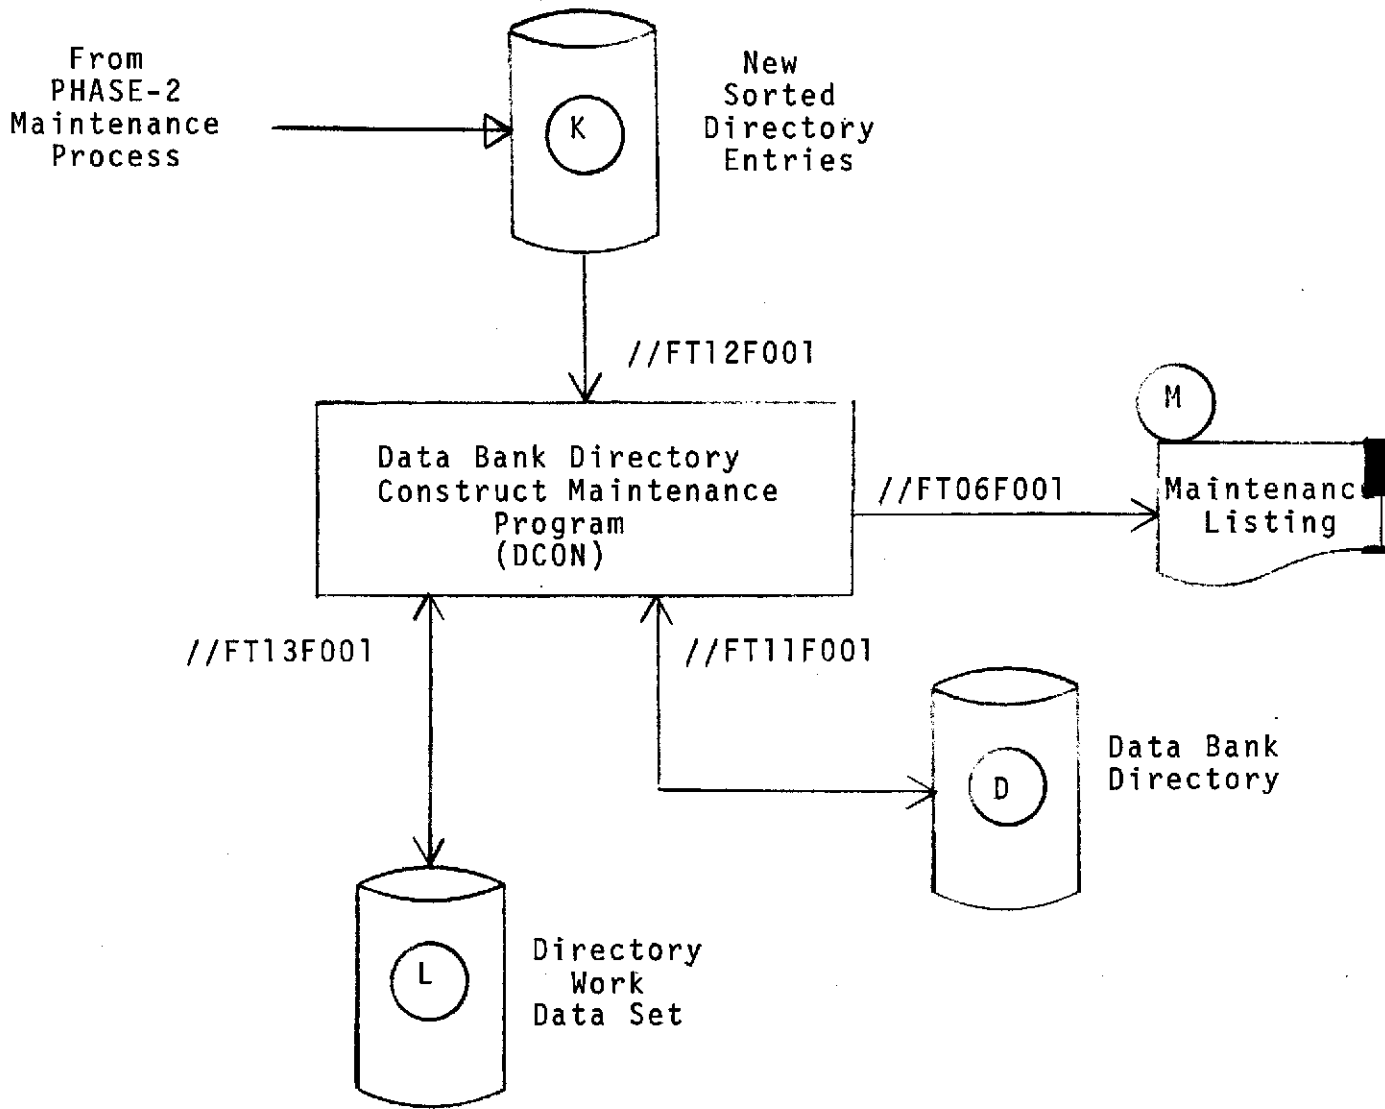 From
PHASE-2
Maintenance
Process
K
New
Sorted
Directory
Entries
//FT12F001
Data Bank Directory
Construct Maintenance
Program
(DCON)
//FT06F001
M
Maintenance
Listing
//FT13F001
//FT11F001
D
Data Bank
Directory
L
Directory
Work
Data Set